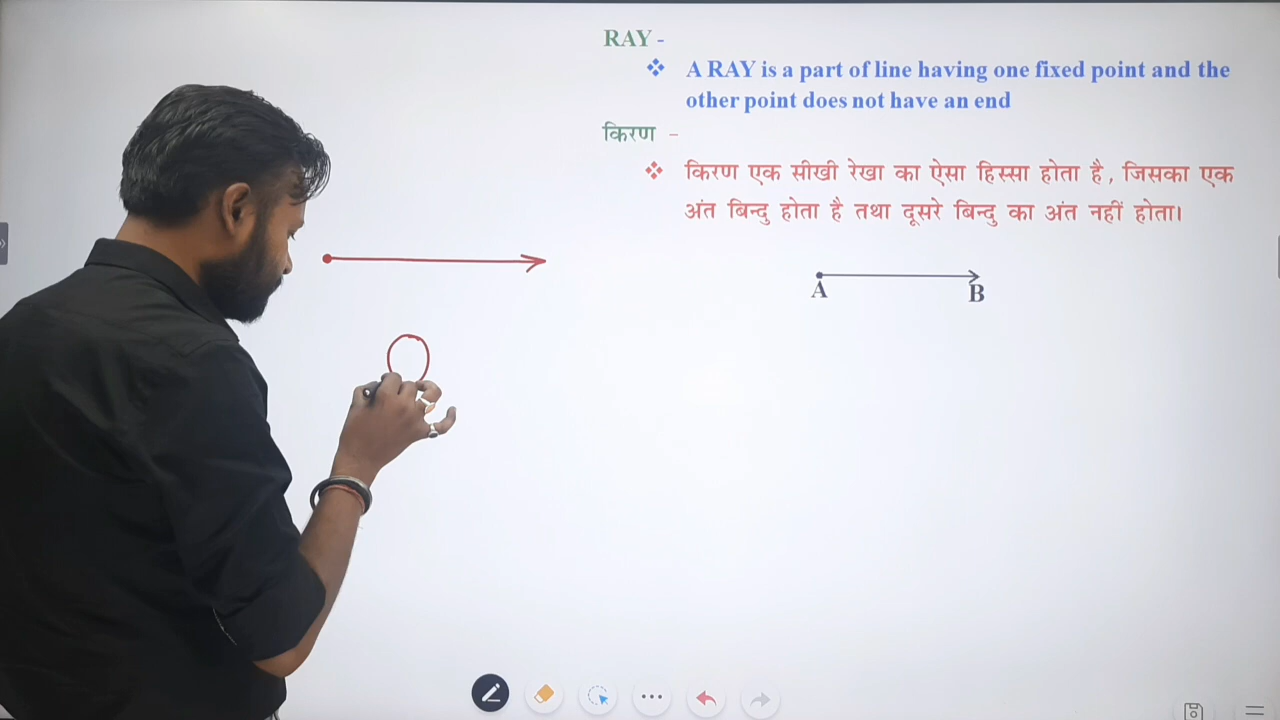 RAY -
❖ A RAY is a part of line having one fixed point and the
other point does not have an end
किरण -
❖ किरण एक सीखी रेखा का ऐसा हिस्सा होता है, जिसका एक
अंत बिन्दु होता है तथा दूसरे बिन्दु का अंत नहीं होता।
A B